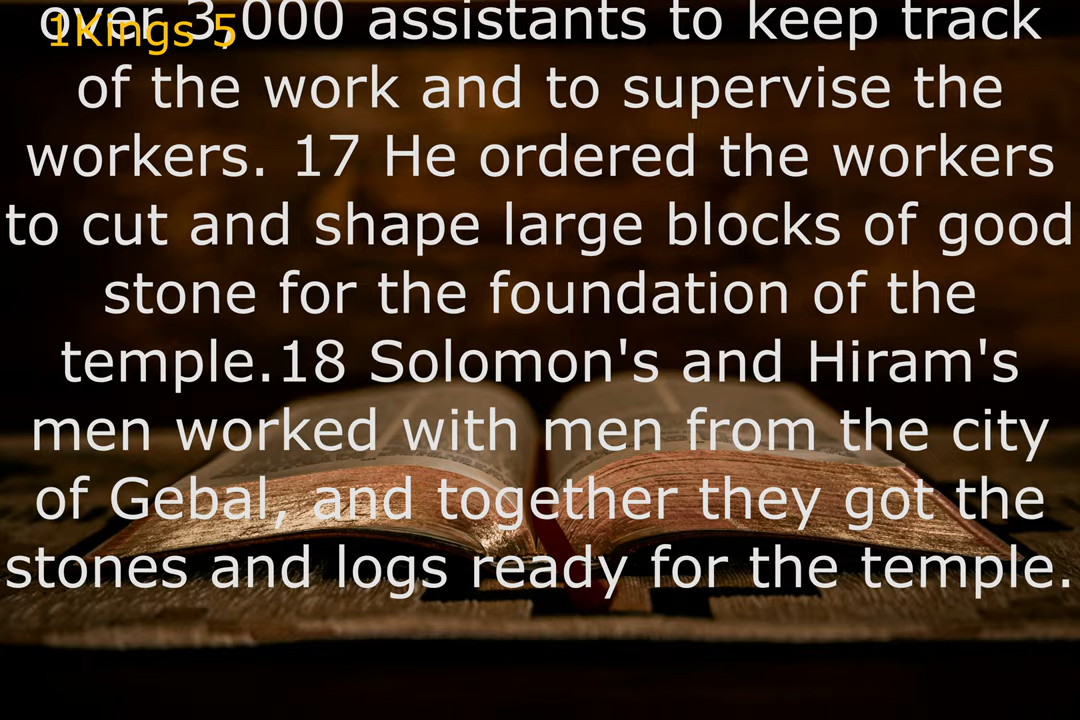 over 3,000 assistants to keep track
1Kings 5
of the work and to supervise the
workers. 17 He ordered the workers
to cut and shape large blocks of good
stone for the foundation of the
temple.18 Solomon's and Hiram's
men worked with men from the city
of Gebal, and together they got the
stones and logs ready for the temple.